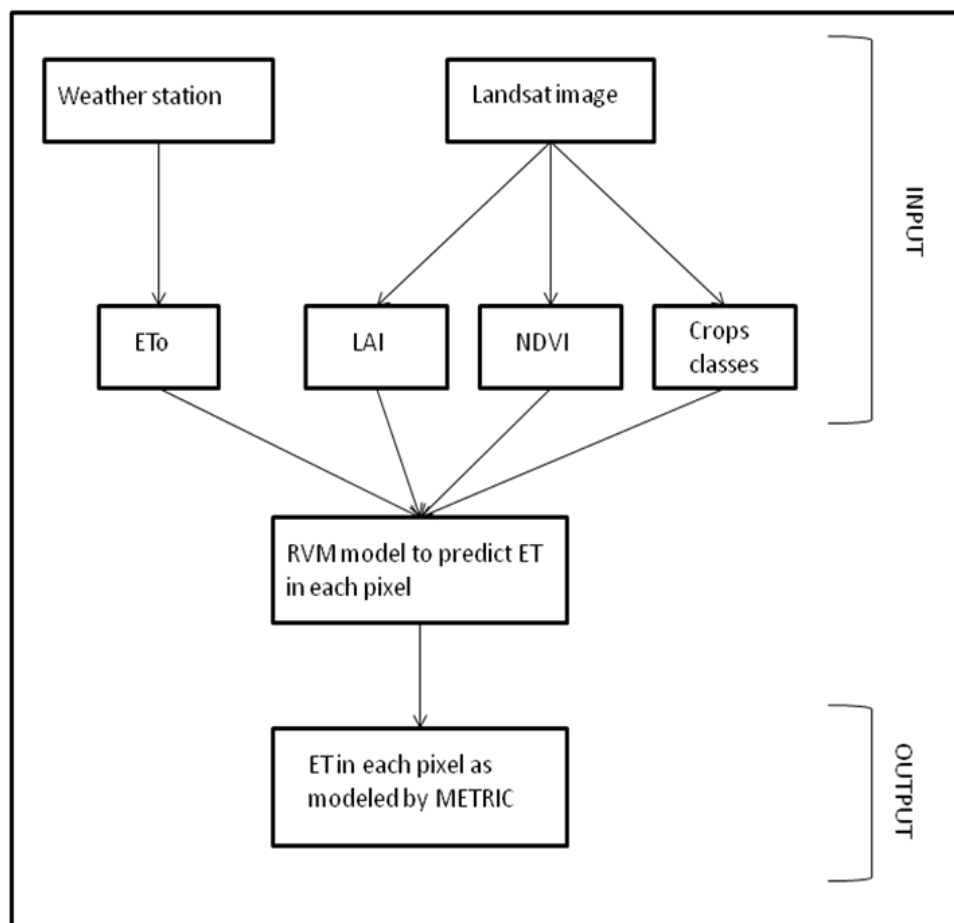 Weather station
Landsat image
INPUT
ETo
LAI
NDVI
Crops
classes
RVM model to predict ET
in each pixel
ET in each pixel as
modeled by METRIC
OUTPUT